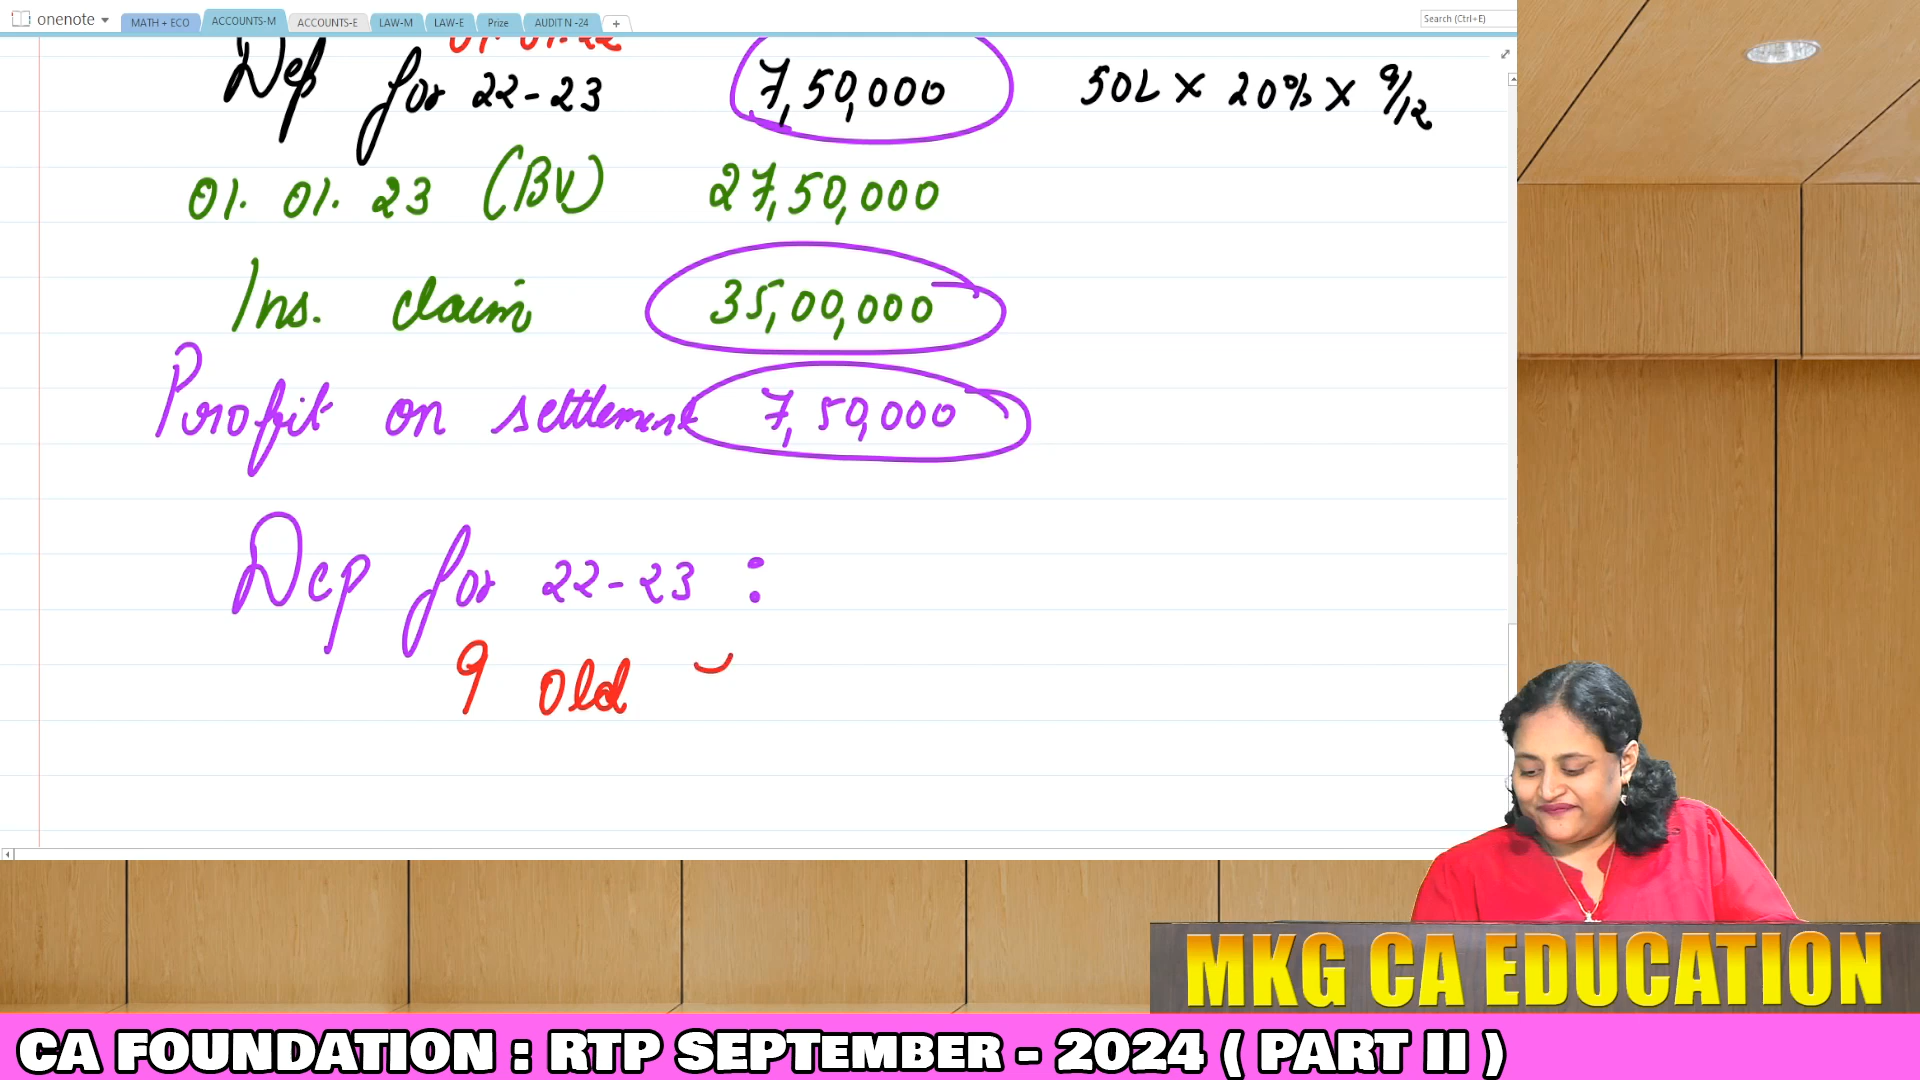 onenote MATH + ECO ACCOUNTS-M ACCOUNTS-E LAW-M LAW-E Prize AUDIT N -24 + Search (Ctrl+E)
Dep for 22-23 7,50,000 50L × 20% × 9/12
01. 01. 23 (BV) 27,50,000
Ins. claim 35,00,000
Profit on settlement 7,50,000
Dep for 22-23 :
9 old
MKG CA EDUCATION
CA FOUNDATION : RTP SEPTEMBER - 2024 ( PART II )